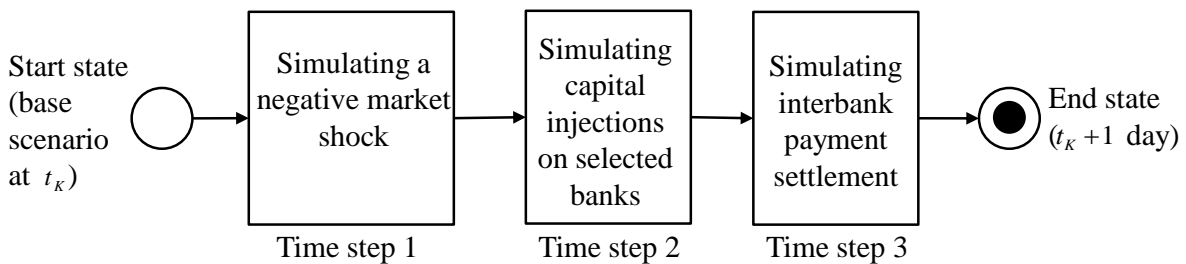 Start state
(base
scenario
at t_K)
Simulating a
negative market
shock
Time step 1
Simulating
capital
injections
on selected
banks
Time step 2
Simulating
interbank
payment
settlement
Time step 3
End state
(t_K +1 day)